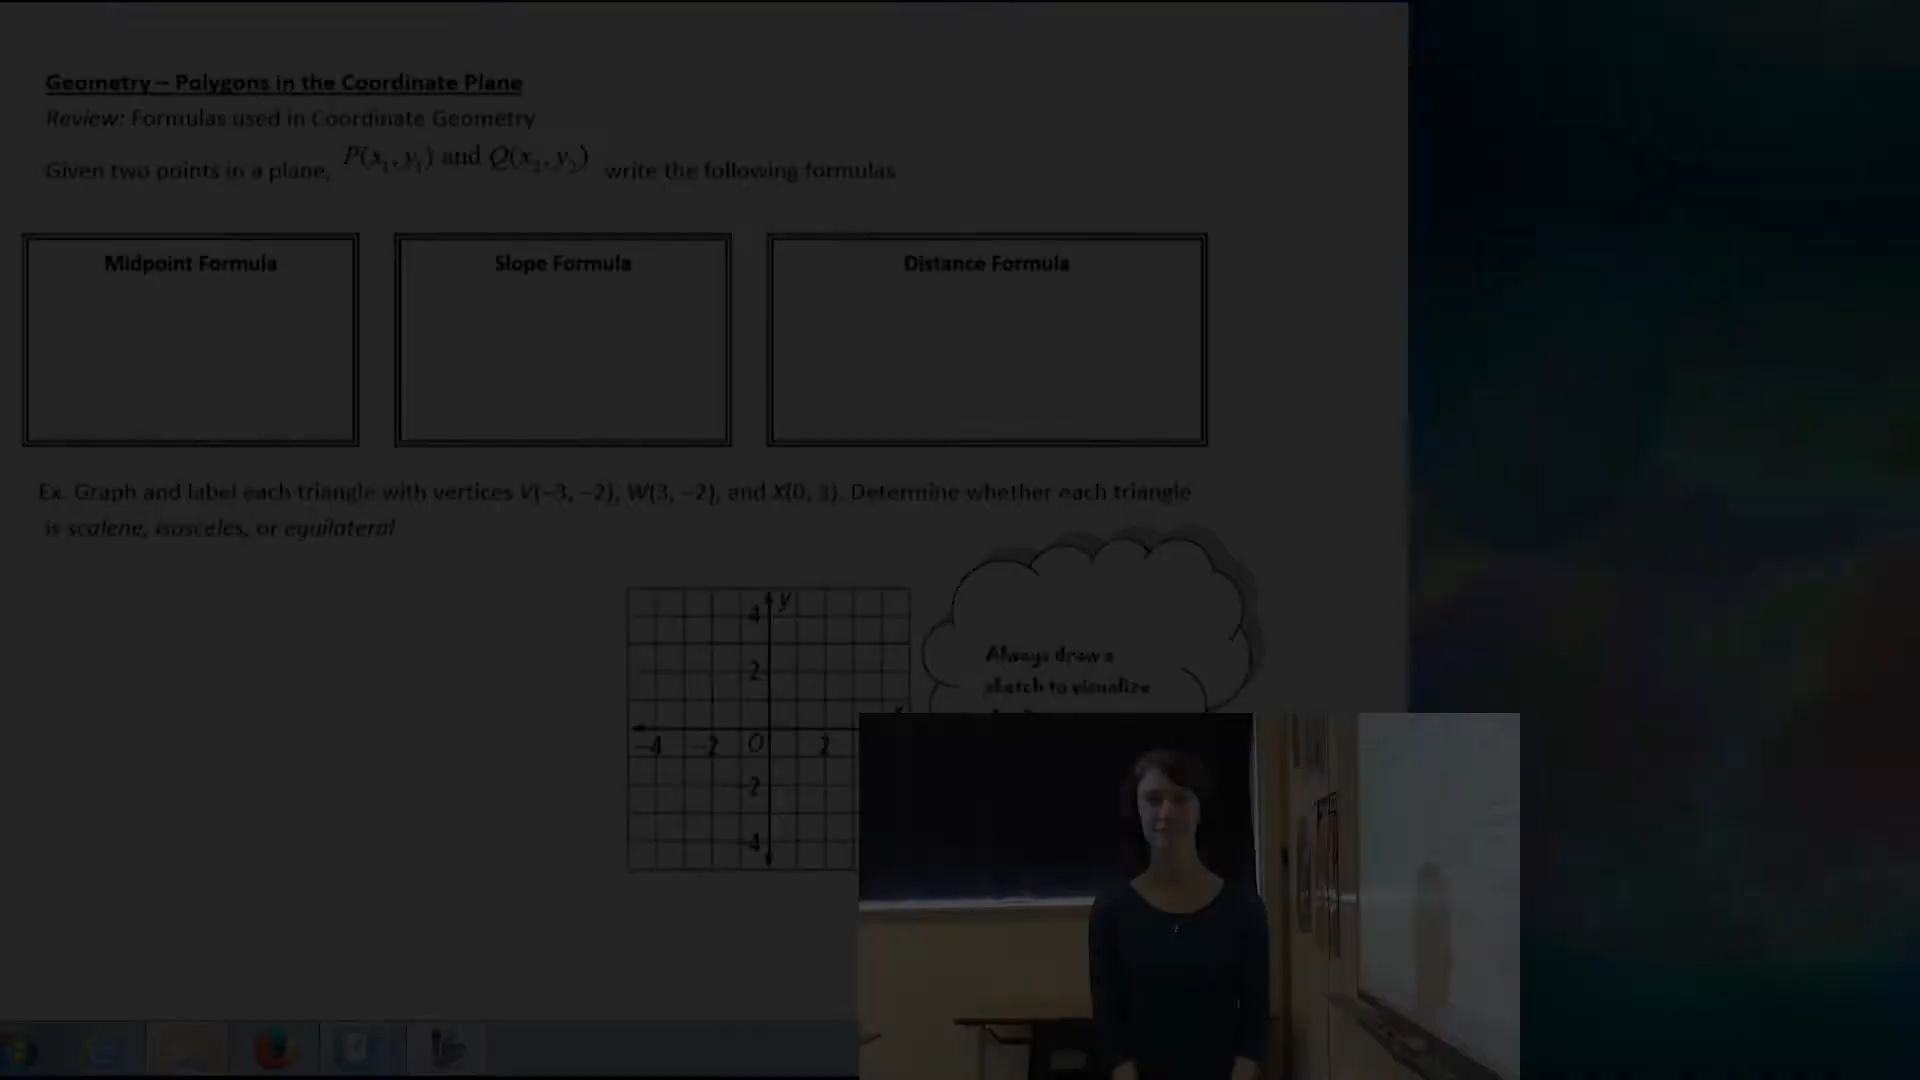 Geometry – Polygons in the Coordinate Plane
Review: Formulas used in Coordinate Geometry
Given two points in a plane, P(x₁, y₁) and Q(x₂, y₂) write the following formulas
Midpoint Formula
Slope Formula
Distance Formula
Ex. Graph and label each triangle with vertices V(–3, –2), W(3, –2), and X(0, 3). Determine whether each triangle
is scalene, isosceles, or equilateral
Always draw a
sketch to visualize
y
4
2
-4 -2 O 2
-2
-4